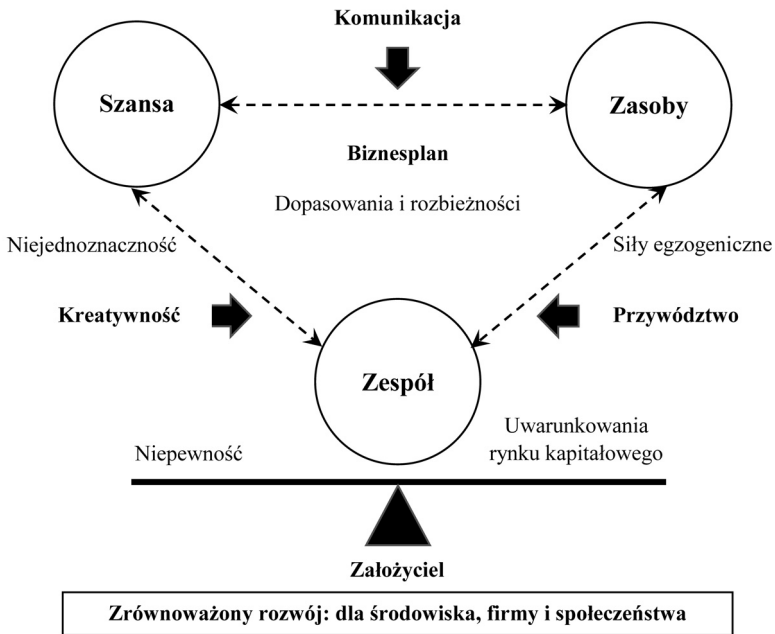 Komunikacja
Szansa
Zasoby
Biznesplan
Dopasowania i rozbieżności
Niejednoznaczność
Siły egzogeniczne
Kreatywność
Przywództwo
Zespół
Niepewność
Uwarunkowania
rynku kapitałowego
Założyciel
Zrównoważony rozwój: dla środowiska, firmy i społeczeństwa